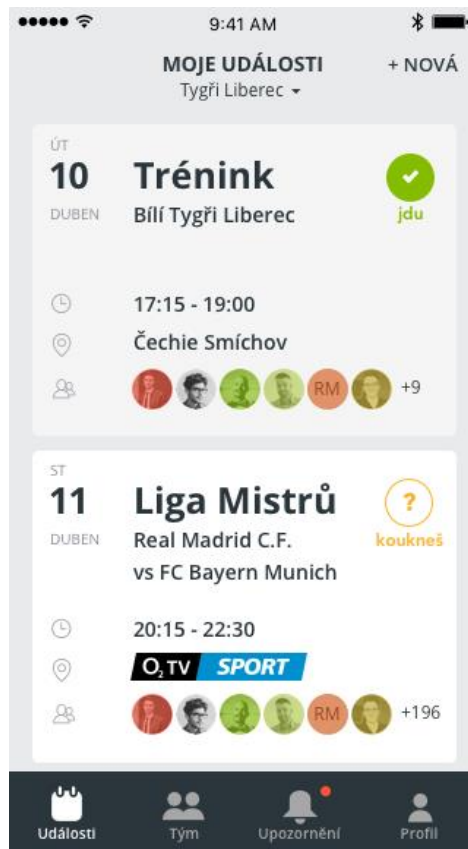 9:41 AM
MOJE UDÁLOSTI
+ NOVÁ
Tygři Liberec
ÚT
10
DUBEN
Trénink
Bílí Tygři Liberec
jdu
17:15 - 19:00
Čechie Smíchov
RM
+9
ST
11
DUBEN
Liga Mistrů
Real Madrid C.F.
vs FC Bayern Munich
?
koukneš
20:15 - 22:30
O₂ TV SPORT
RM
+196
Události
Tým
Upozornění
Profil